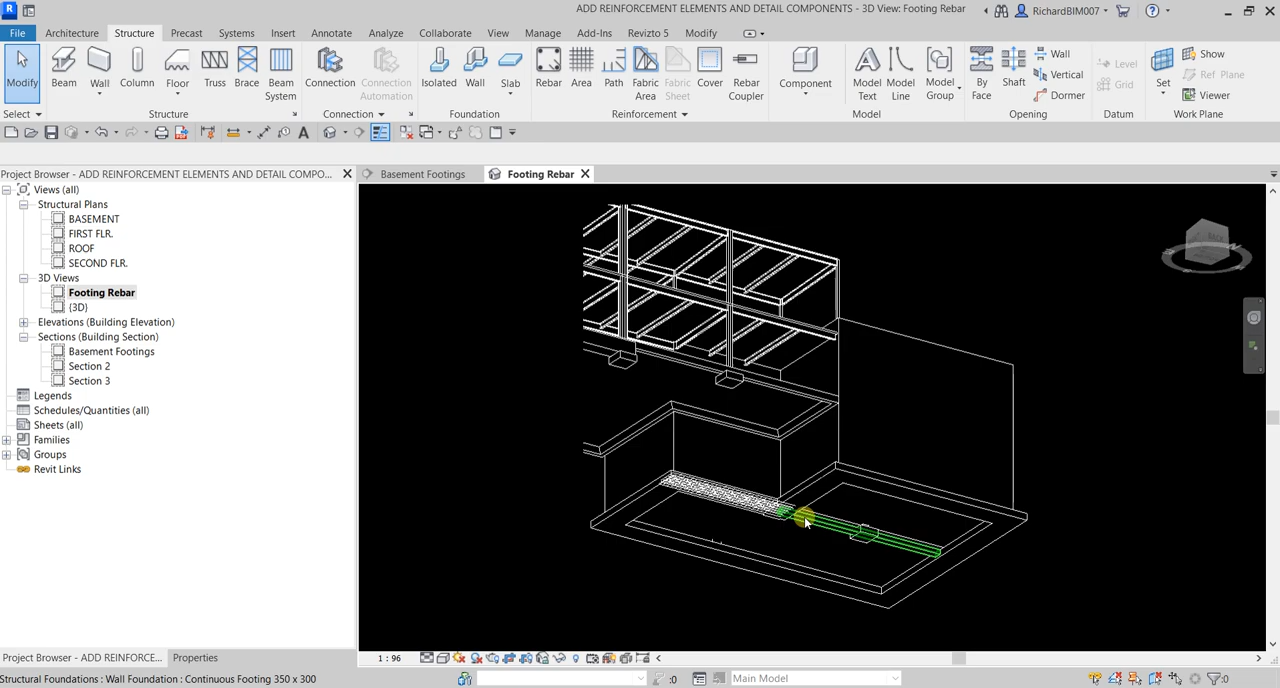 ADD REINFORCEMENT ELEMENTS AND DETAIL COMPONENTS - 3D View: Footing Rebar
RichardBIM007
File Architecture Structure Precast Systems Insert Annotate Analyze Collaborate View Manage Add-Ins Revizto 5 Modify
Modify Beam Wall Column Floor Truss Brace Beam System Connection Connection Automation Isolated Wall Slab Rebar Area Path Fabric Area Fabric Sheet Cover Rebar Coupler Component Model Text Model Line Model Group By Face Shaft Wall Vertical Dormer Level Grid Set Show Ref Plane Viewer
Select Structure Connection Foundation Reinforcement Model Opening Datum Work Plane
Project Browser - ADD REINFORCEMENT ELEMENTS AND DETAIL COMPO...
Basement Footings
Footing Rebar
Views (all)
Structural Plans
BASEMENT
FIRST FLR.
ROOF
SECOND FLR.
3D Views
Footing Rebar
{3D}
Elevations (Building Elevation)
Sections (Building Section)
Basement Footings
Section 2
Section 3
Legends
Schedules/Quantities (all)
Sheets (all)
Families
Groups
Revit Links
BACK
Project Browser - ADD REINFORCE...
Properties
1 : 96
Structural Foundations : Wall Foundation : Continuous Footing 350 x 300
:0
Main Model
:0